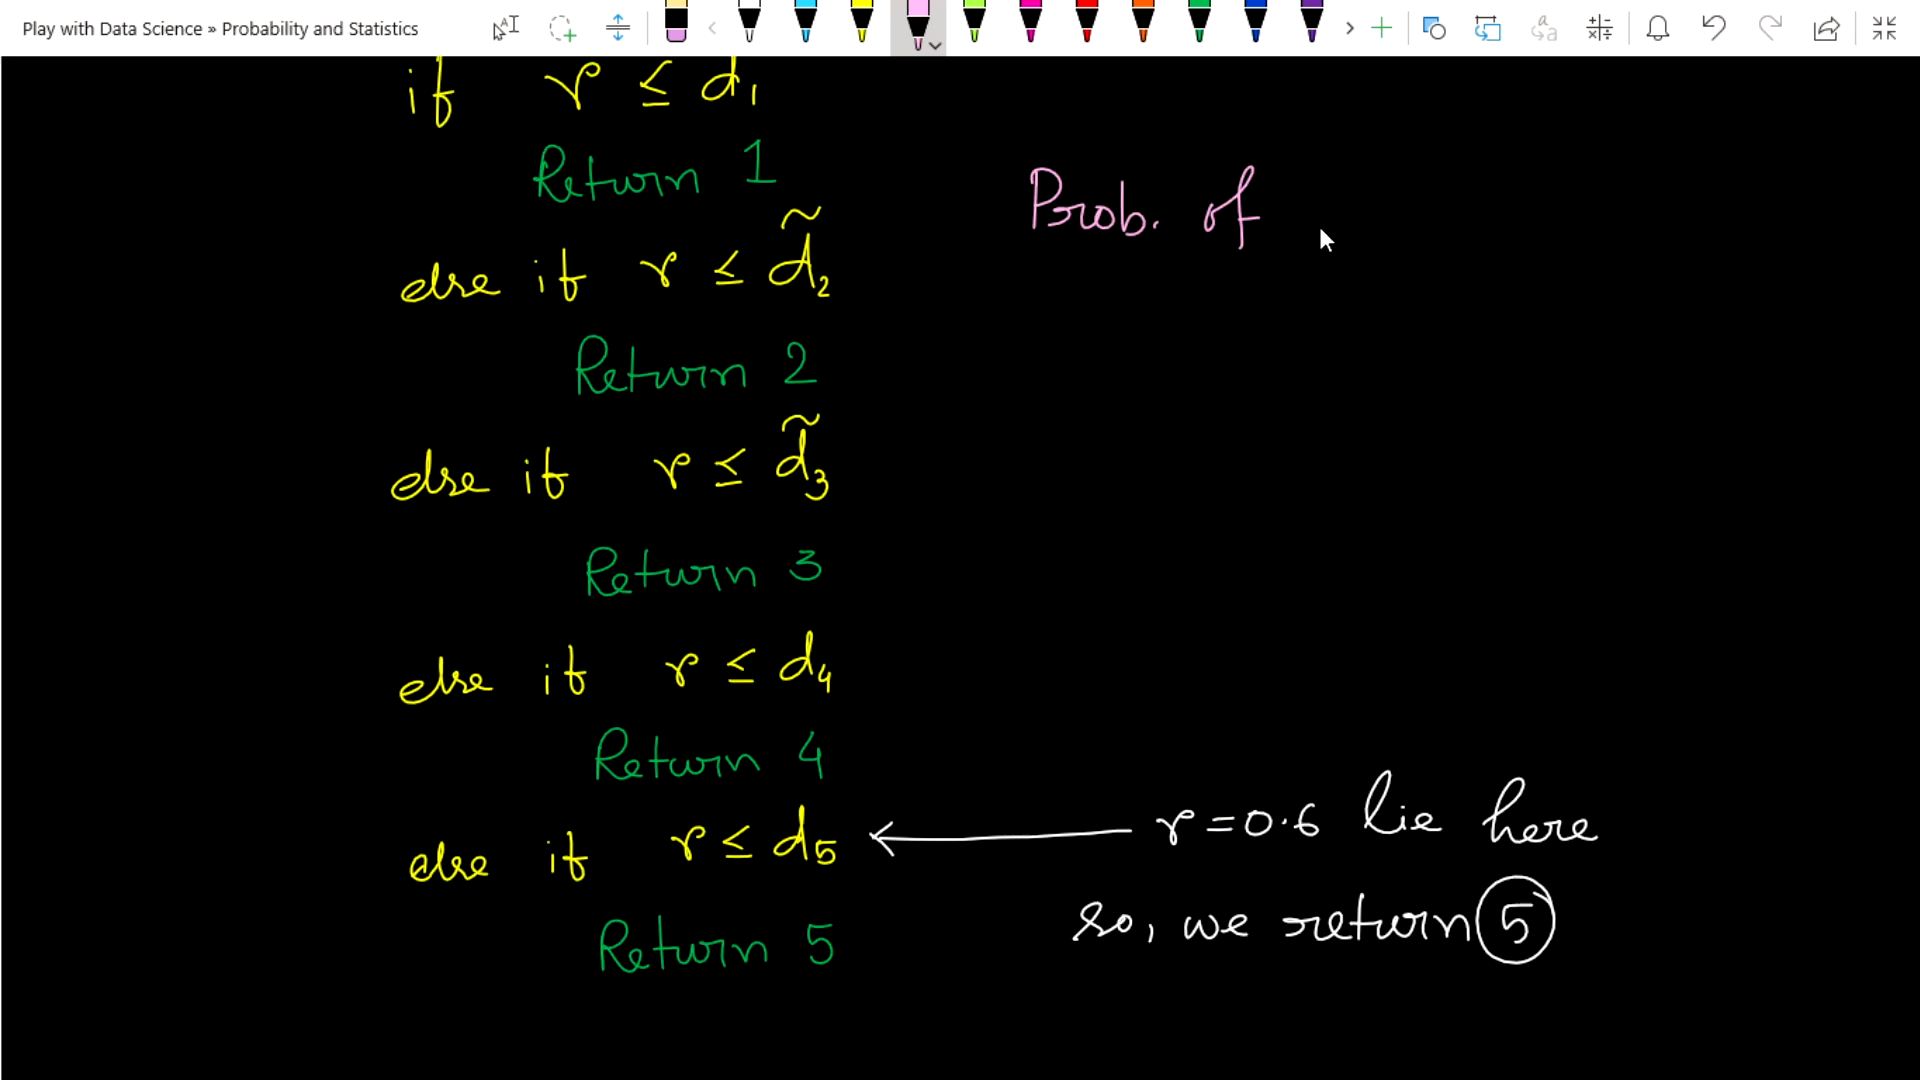 Play with Data Science » Probability and Statistics
if r ≤ d₁
Return 1
Prob. of
else if r ≤ d̃₂
Return 2
else if r ≤ d̃₃
Return 3
else if r ≤ d₄
Return 4
else if r ≤ d₅
r = 0.6 lie here
so, we return 5
Return 5